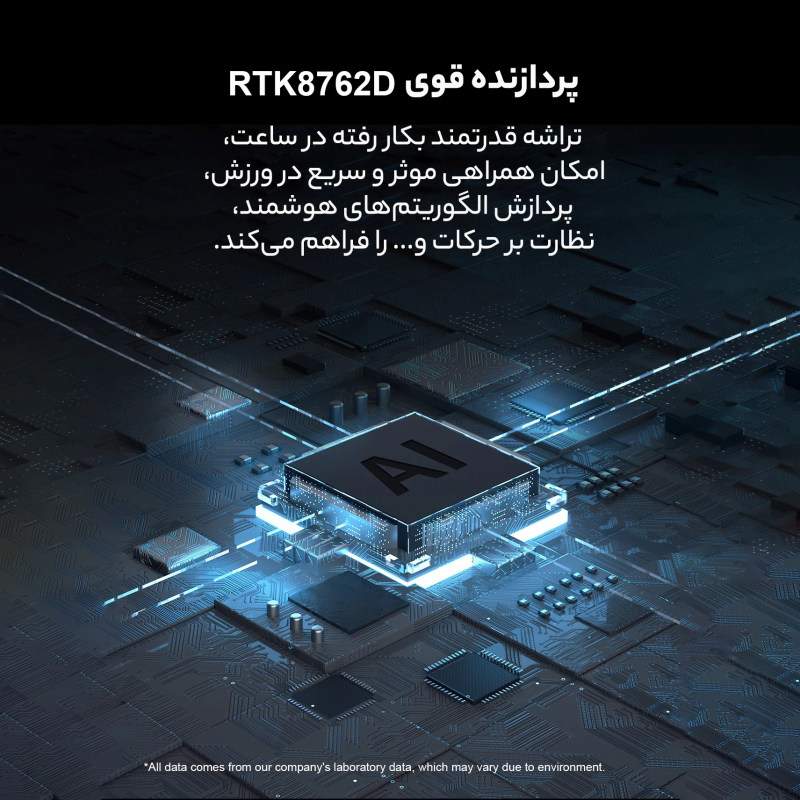 پردازنده قوی RTK8762D
تراشه قدرتمند بکار رفته در ساعت،
امکان همراهی موثر و سریع در ورزش،
پردازش الگوریتم‌های هوشمند،
نظارت بر حرکات و... را فراهم می‌کند.
AI
*All data comes from our company's laboratory data, which may vary due to environment.